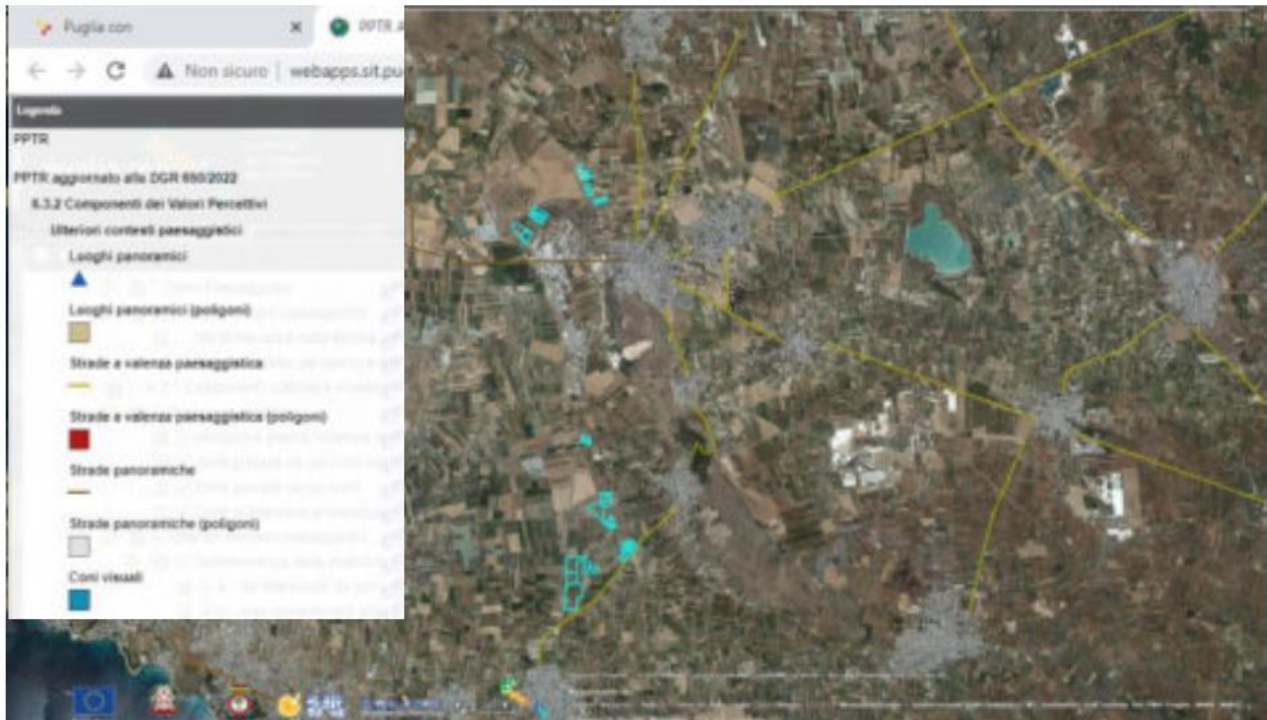 Puglia con
PPTR
Non sicuro | webapps.sit.pu
Legenda
PPTR
PPTR aggiornato alla DGR 650/2022
6.3.2 Componenti dei Valori Percettivi
Ulteriori contesti paesaggistici
Luoghi panoramici
Luoghi panoramici (poligoni)
Strade a valenza paesaggistica
Strade a valenza paesaggistica (poligoni)
Strade panoramiche
Strade panoramiche (poligoni)
Coni visuali